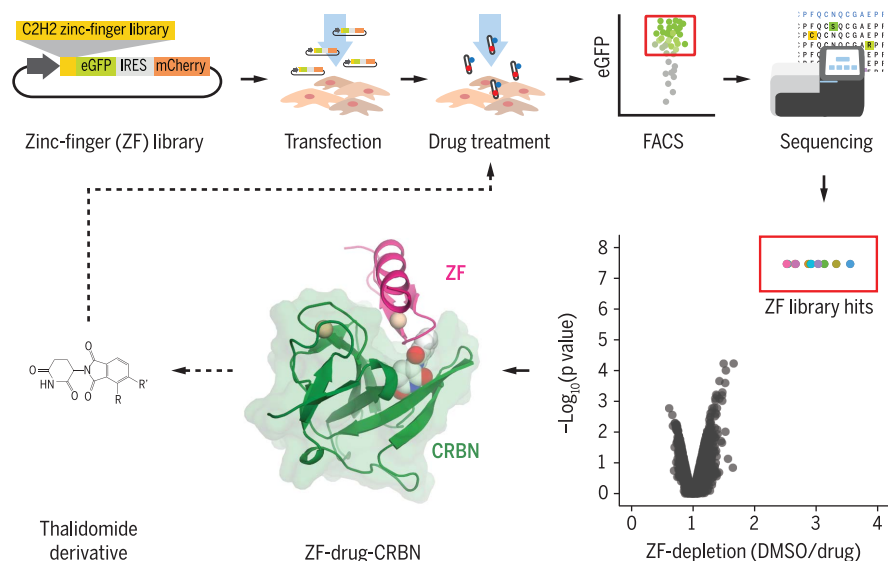 C2H2 zinc-finger library
eGFP IRES mCherry
Zinc-finger (ZF) library
Transfection
Drug treatment
eGFP
FACS
C P F Q C N Q C G A E P F
P F Q C S Q C G A E P
C
R
Sequencing
O
O
N
O
HN
O
R
R'
Thalidomide
derivative
ZF
CRBN
ZF-drug-CRBN
–Log10(p value)
8
7
6
5
4
3
2
1
0
ZF library hits
0 1 2 3 4
ZF-depletion (DMSO/drug)